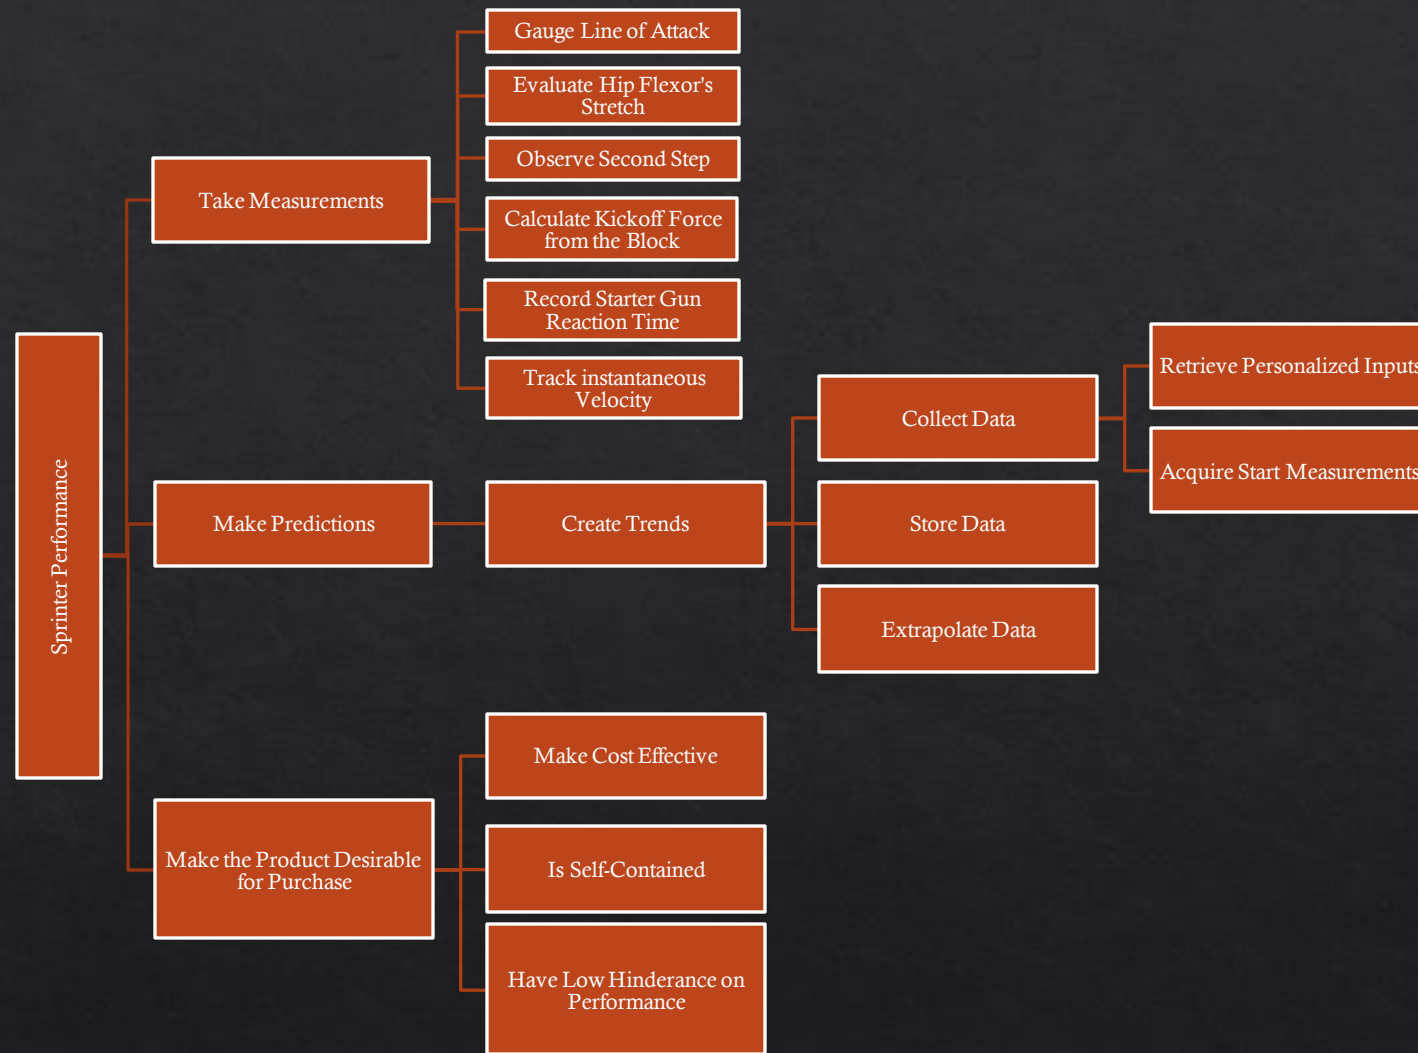 Gauge Line of Attack
Evaluate Hip Flexor's
Stretch
Observe Second Step
Take Measurements
Calculate Kickoff Force
from the Block
Record Starter Gun
Reaction Time
Track instantaneous
Velocity
Sprinter Performance
Make Predictions
Create Trends
Collect Data
Retrieve Personalized Inputs
Acquire Start Measurements
Store Data
Extrapolate Data
Make the Product Desirable
for Purchase
Make Cost Effective
Is Self-Contained
Have Low Hinderance on
Performance